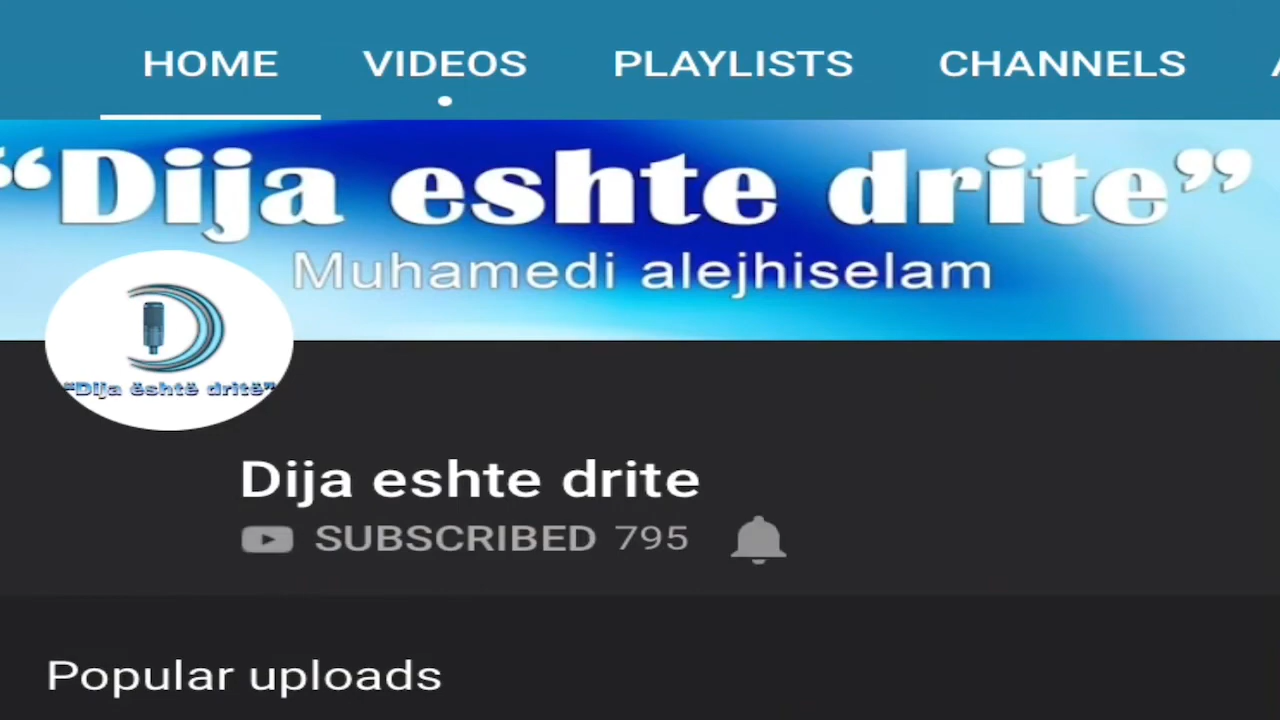 HOME VIDEOS PLAYLISTS CHANNELS
“Dija eshte drite”
Muhamedi alejhiselam
“Dija është dritë”
Dija eshte drite
SUBSCRIBED 795
Popular uploads